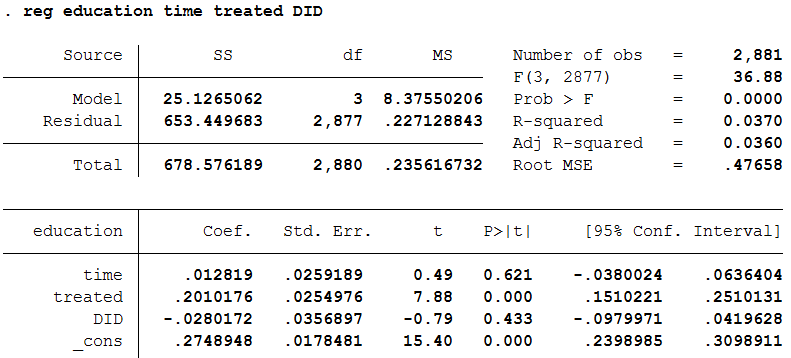 . reg education time treated DID
Source SS df MS Number of obs = 2,881
F(3, 2877) = 36.88
Model 25.1265062 3 8.37550206 Prob > F = 0.0000
Residual 653.449683 2,877 .227128843 R-squared = 0.0370
Adj R-squared = 0.0360
Total 678.576189 2,880 .235616732 Root MSE = .47658
education Coef. Std. Err. t P>|t| [95% Conf. Interval]
time .012819 .0259189 0.49 0.621 -.0380024 .0636404
treated .2010176 .0254976 7.88 0.000 .1510221 .2510131
DID -.0280172 .0356897 -0.79 0.433 -.0979971 .0419628
_cons .2748948 .0178481 15.40 0.000 .2398985 .3098911